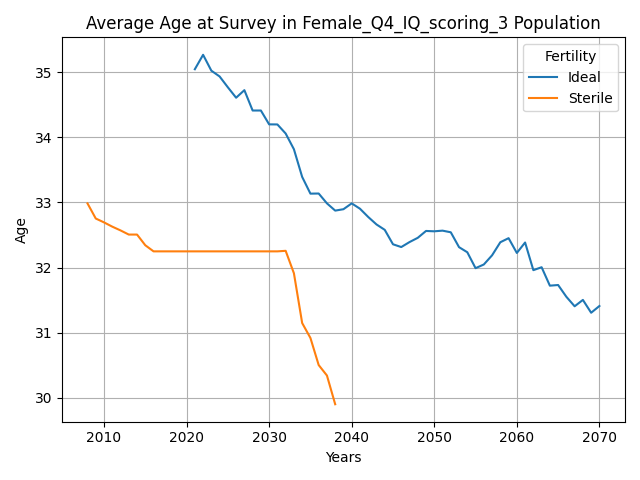 Average Age at Survey in Female_Q4_IQ_scoring_3 Population
Fertility
Ideal
Sterile
Age
35
34
33
32
31
30
2010
2020
2030
2040
2050
2060
2070
Years